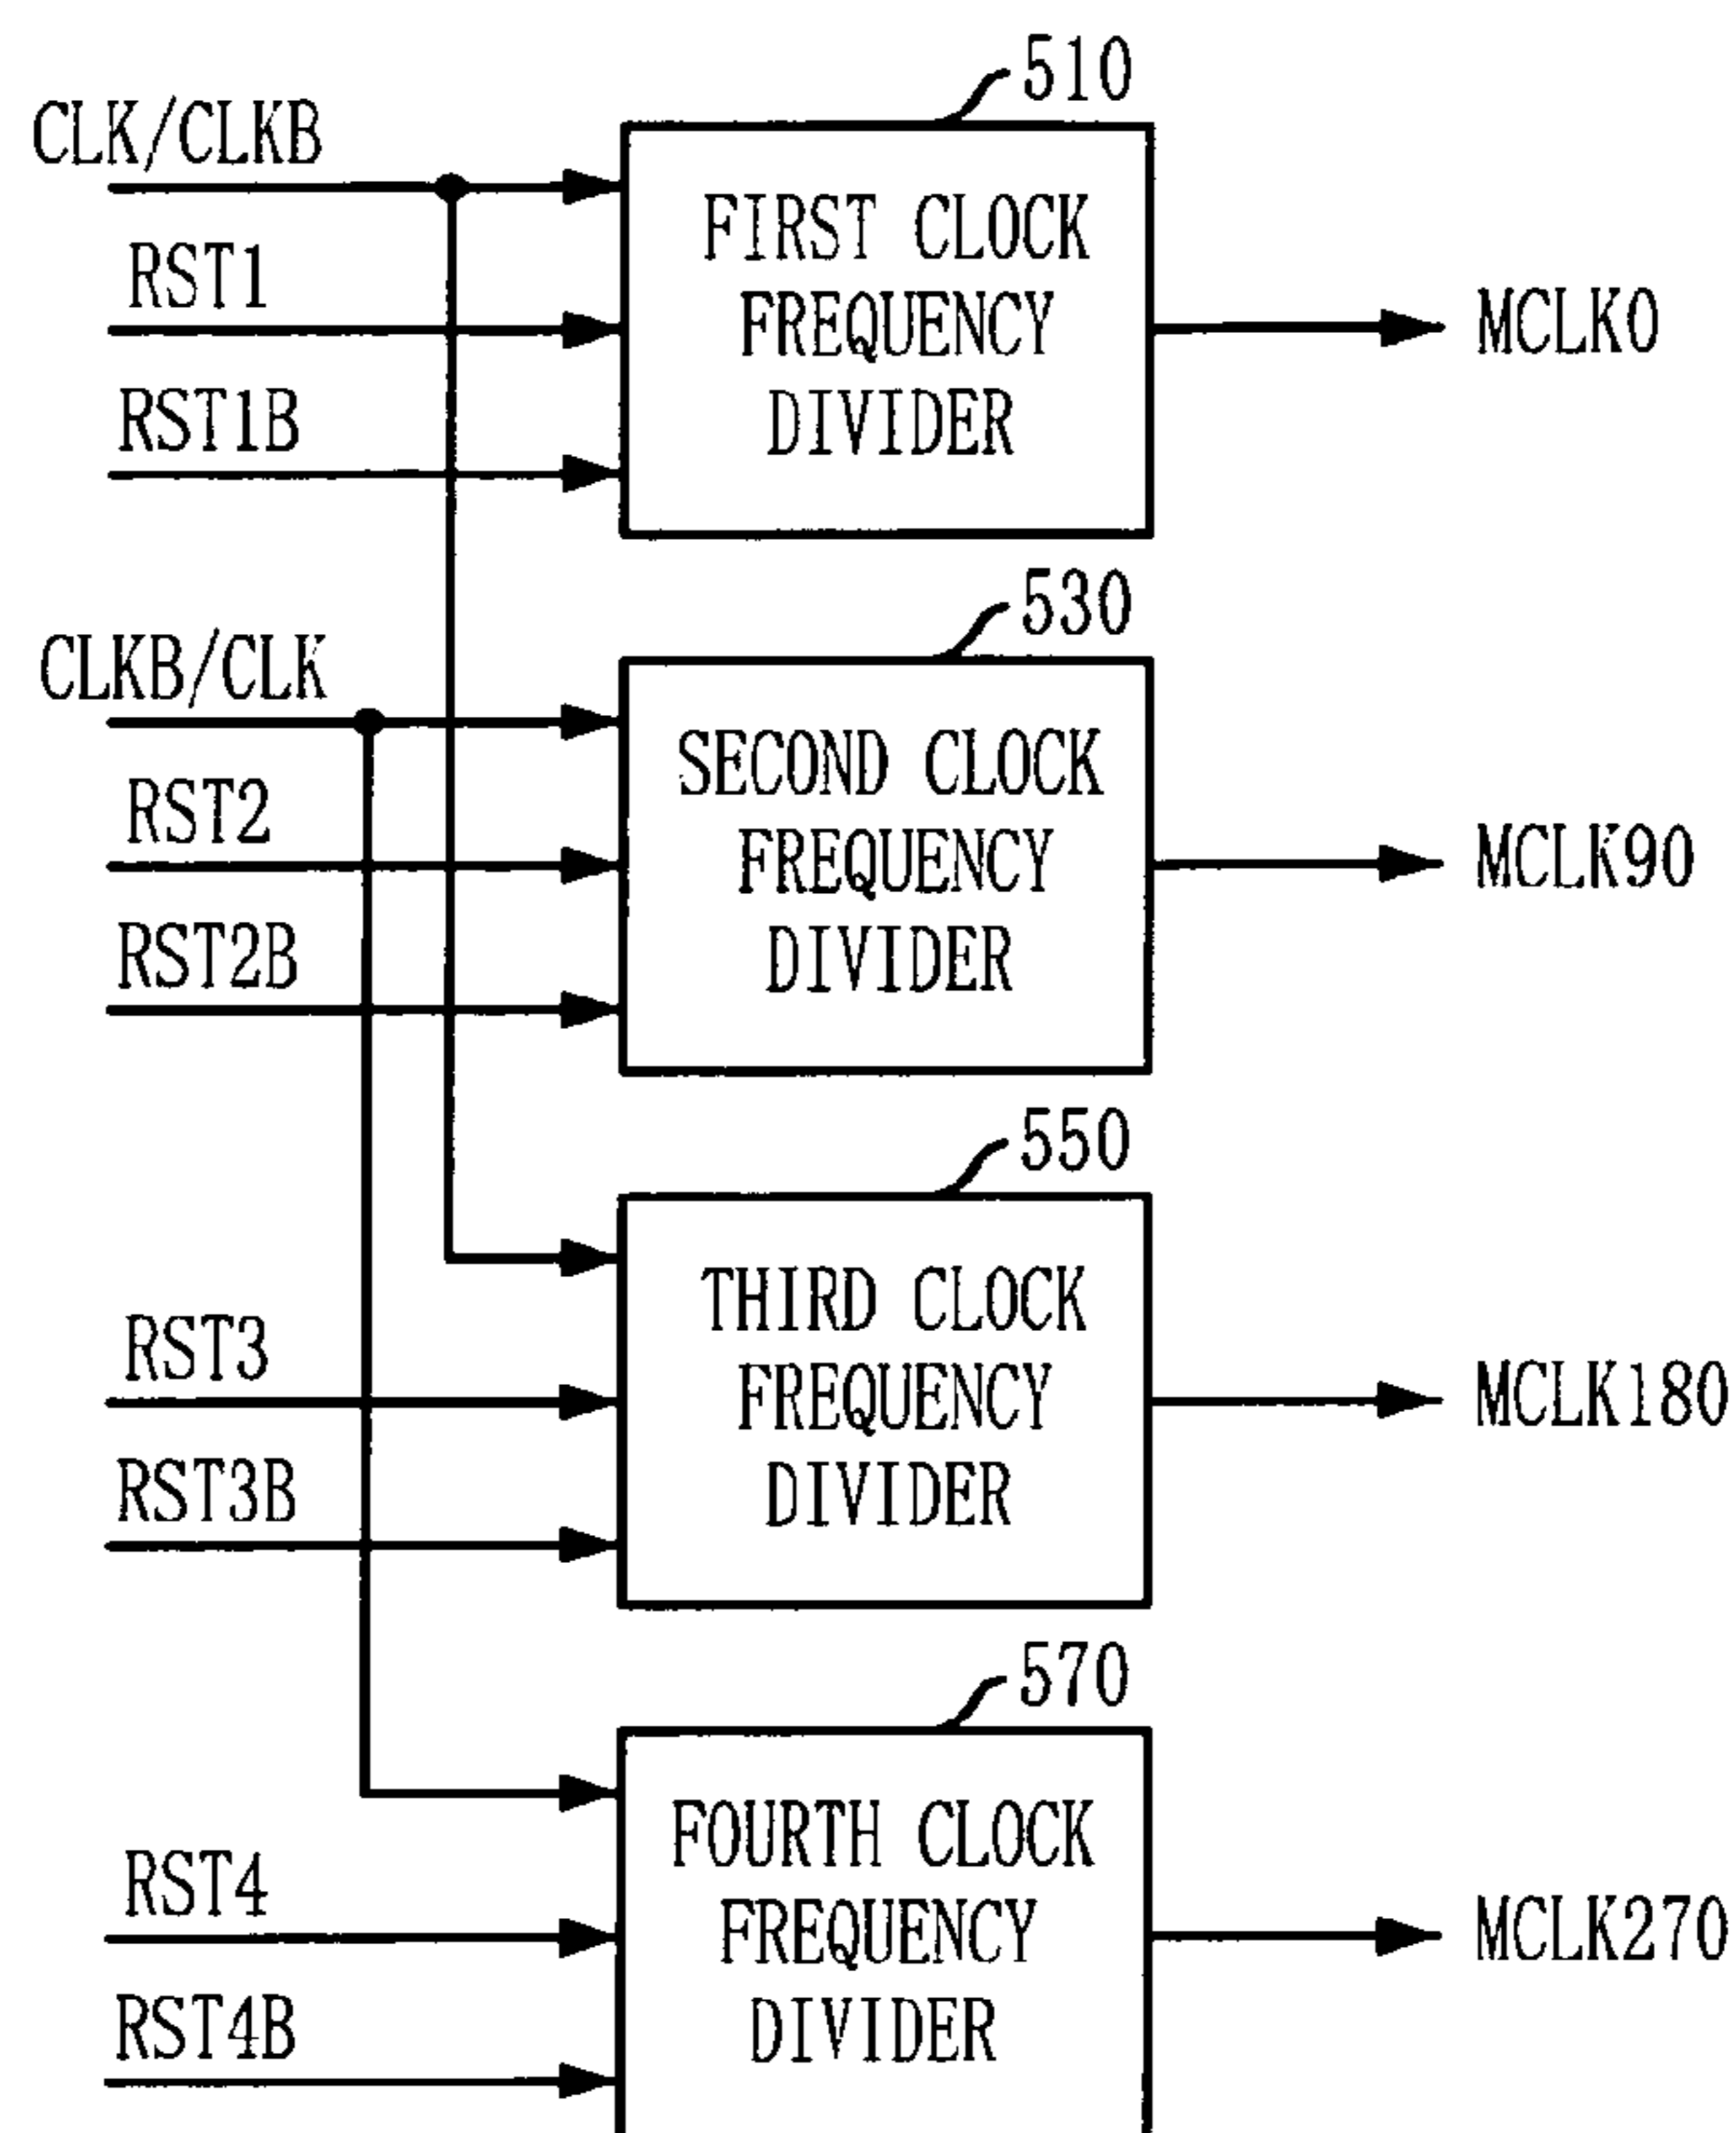 510
CLK/CLKB
RST1
RST1B
FIRST CLOCK
FREQUENCY
DIVIDER
MCLK0
530
CLKB/CLK
RST2
RST2B
SECOND CLOCK
FREQUENCY
DIVIDER
MCLK90
550
RST3
RST3B
THIRD CLOCK
FREQUENCY
DIVIDER
MCLK180
570
RST4
RST4B
FOURTH CLOCK
FREQUENCY
DIVIDER
MCLK270